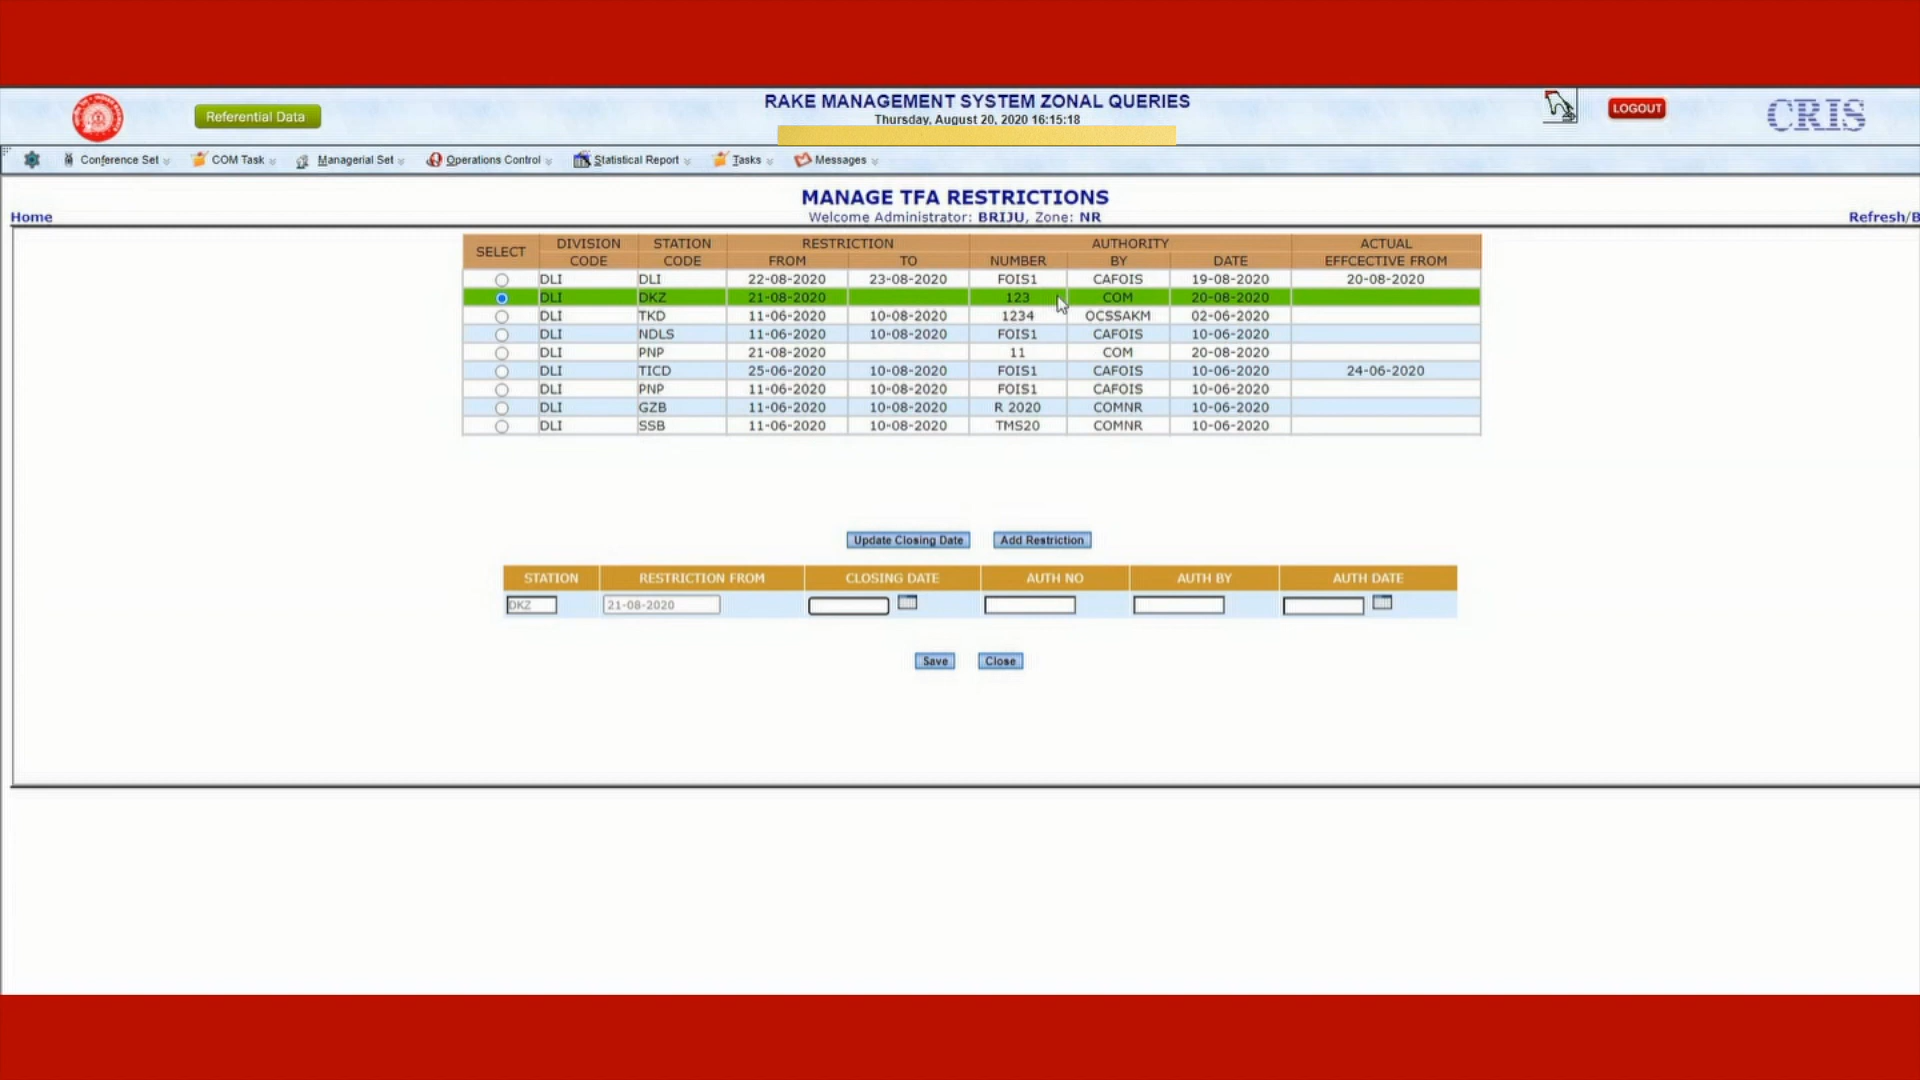 Referential Data
RAKE MANAGEMENT SYSTEM ZONAL QUERIES
Thursday, August 20, 2020 16:15:18
LOGOUT
CRIS
Conference Set COM Task Managerial Set Operations Control Statistical Report Tasks Messages
MANAGE TFA RESTRICTIONS
Home Welcome Administrator: BRIJU, Zone: NR Refresh/B
SELECT DIVISION STATION RESTRICTION AUTHORITY ACTUAL
CODE CODE FROM TO NUMBER BY DATE EFFCECTIVE FROM
DLI DLI 22-08-2020 23-08-2020 FOIS1 CAFOIS 19-08-2020 20-08-2020
DLI DKZ 21-08-2020 123 COM 20-08-2020
DLI TKD 11-06-2020 10-08-2020 1234 OCSSAKM 02-06-2020
DLI NDLS 11-06-2020 10-08-2020 FOIS1 CAFOIS 10-06-2020
DLI PNP 21-08-2020 11 COM 20-08-2020
DLI TICD 25-06-2020 10-08-2020 FOIS1 CAFOIS 10-06-2020 24-06-2020
DLI PNP 11-06-2020 10-08-2020 FOIS1 CAFOIS 10-06-2020
DLI GZB 11-06-2020 10-08-2020 R 2020 COMNR 10-06-2020
DLI SSB 11-06-2020 10-08-2020 TMS20 COMNR 10-06-2020
Update Closing Date Add Restriction
STATION RESTRICTION FROM CLOSING DATE AUTH NO AUTH BY AUTH DATE
DKZ 21-08-2020
Save Close